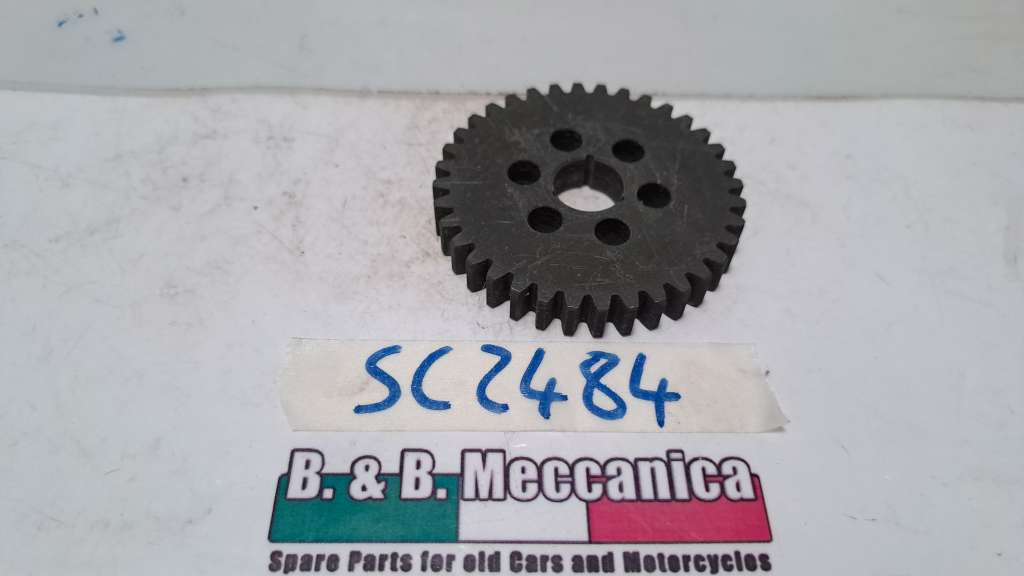 SC2484
B. & B. Meccanica
Spare Parts for old Cars and Motorcycles